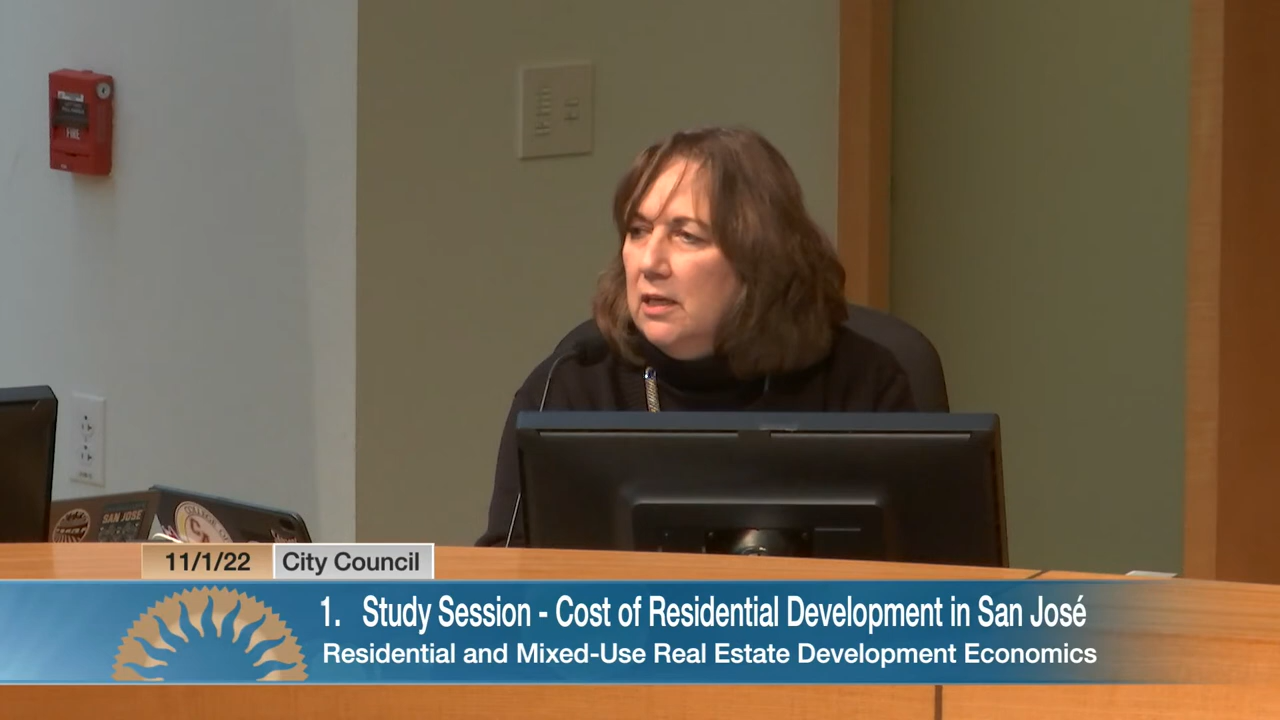 FIRE
SAN JOSE
11/1/22 City Council
1. Study Session - Cost of Residential Development in San José
Residential and Mixed-Use Real Estate Development Economics